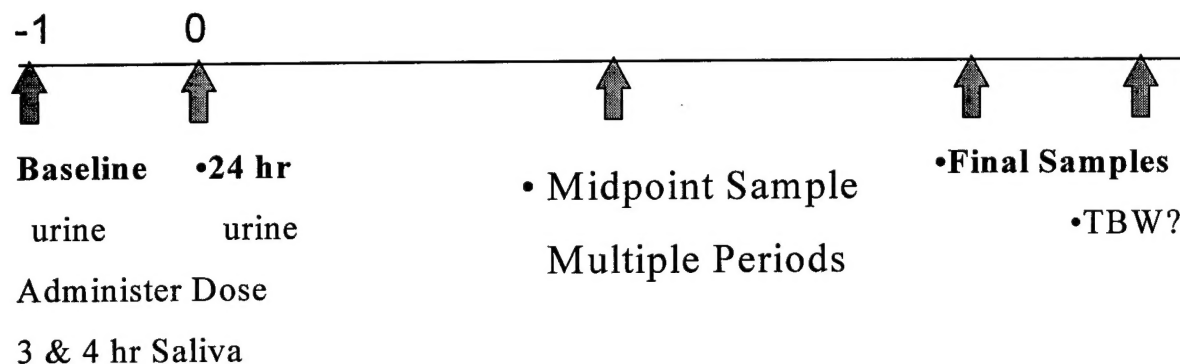 -1 0
Baseline •24 hr •Final Samples
urine urine • Midpoint Sample •TBW?
Administer Dose Multiple Periods
3 & 4 hr Saliva